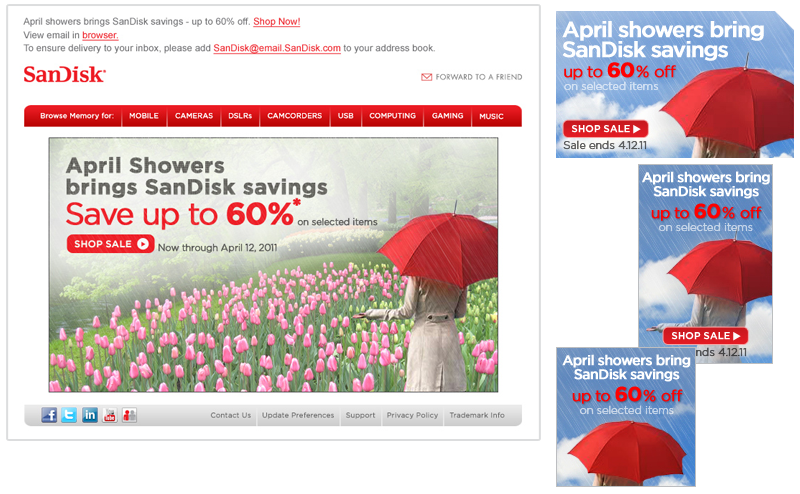 April showers brings SanDisk savings - up to 60% off. Shop Now!
View email in browser.
To ensure delivery to your inbox, please add SanDisk@email.SanDisk.com to your address book.
SanDisk
FORWARD TO A FRIEND
Browse Memory for: MOBILE CAMERAS DSLRs CAMCORDERS USB COMPUTING GAMING MUSIC
April Showers
brings SanDisk savings
Save up to 60%* on selected items
SHOP SALE Now through April 12, 2011
Contact Us Update Preferences Support Privacy Policy Trademark Info
April showers bring
SanDisk savings
up to 60% off
on selected items
SHOP SALE
Sale ends 4.12.11
April showers bring
SanDisk savings
up to 60% off
on selected items
SHOP SALE
nds 4.12.11
April showers bring
SanDisk savings
up to 60% off
on selected items